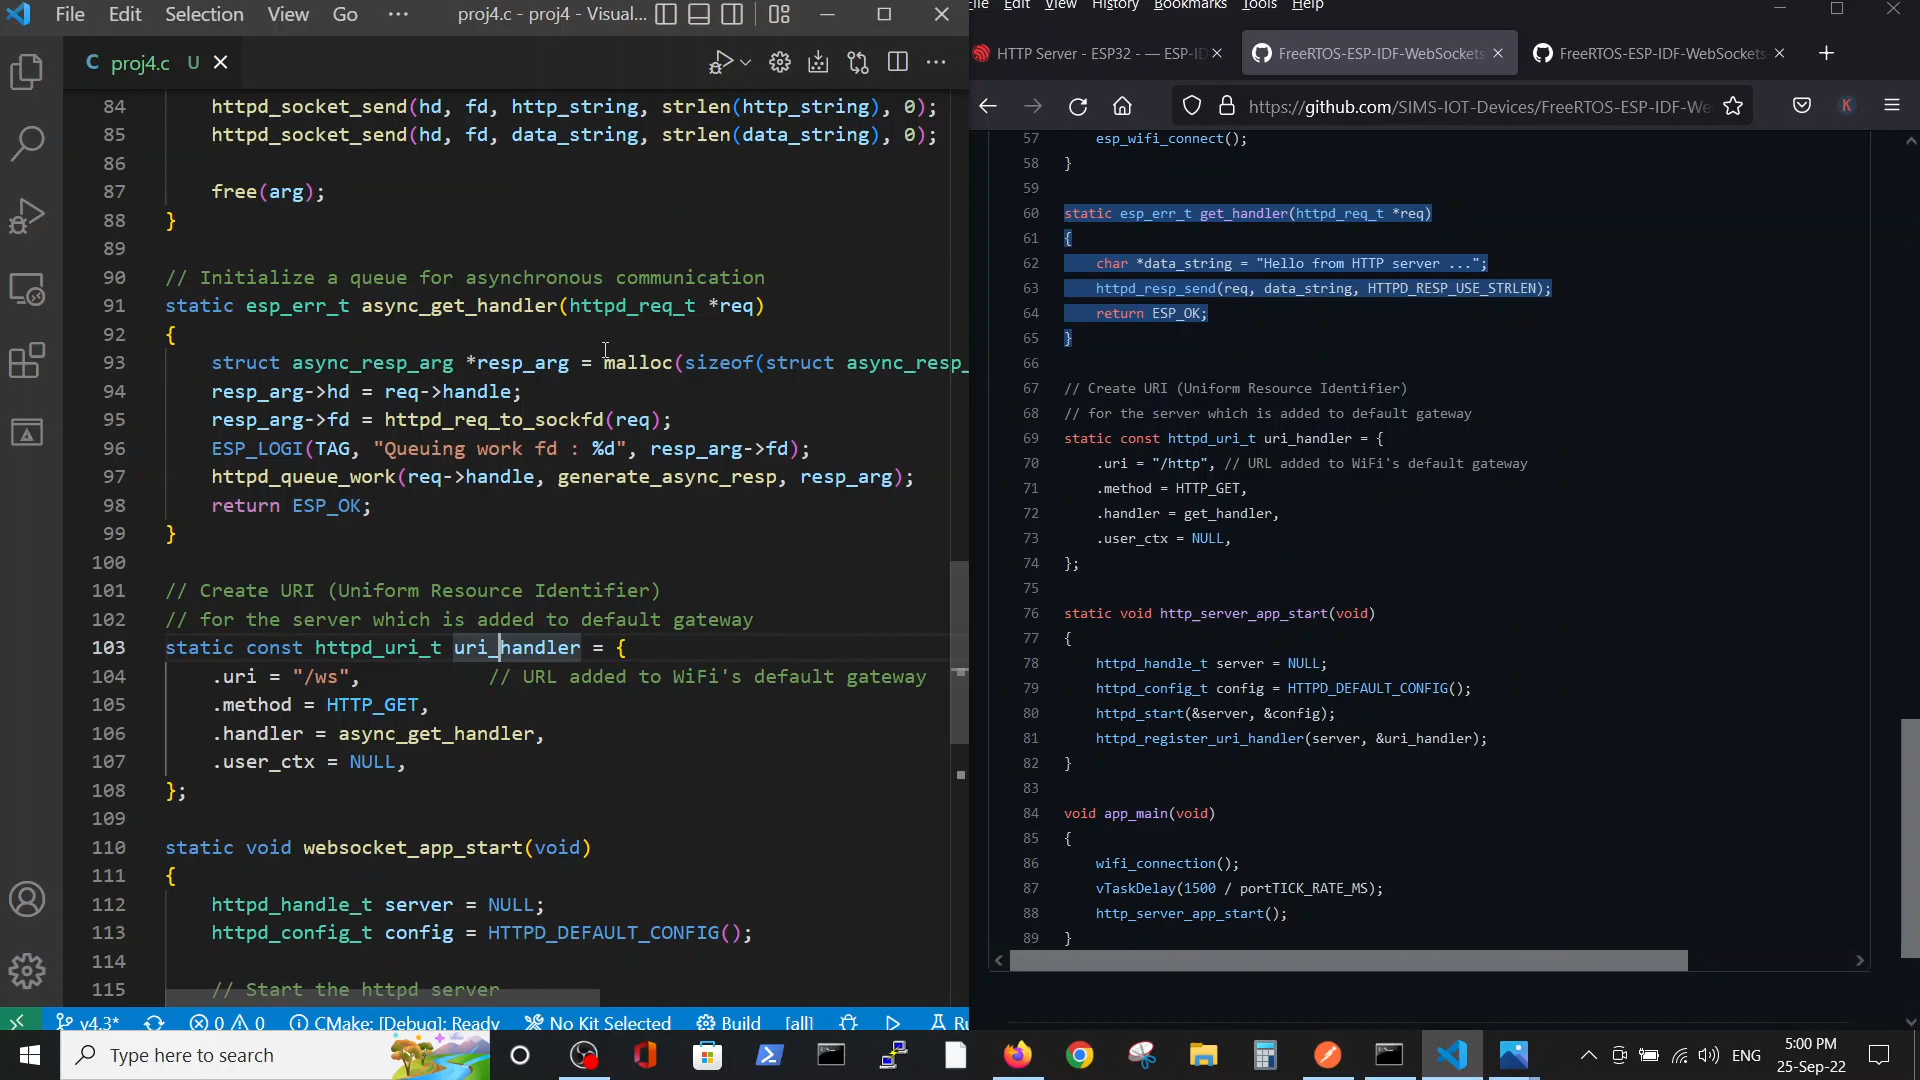 File Edit Selection View Go ··· proj4.c - proj4 - Visual...
C proj4.c U
84 httpd_socket_send(hd, fd, http_string, strlen(http_string), 0);
85 httpd_socket_send(hd, fd, data_string, strlen(data_string), 0);
86
87 free(arg);
88 }
89
90 // Initialize a queue for asynchronous communication
91 static esp_err_t async_get_handler(httpd_req_t *req)
92 {
93 struct async_resp_arg *resp_arg = malloc(sizeof(struct async_resp_
94 resp_arg->hd = req->handle;
95 resp_arg->fd = httpd_req_to_sockfd(req);
96 ESP_LOGI(TAG, "Queuing work fd : %d", resp_arg->fd);
97 httpd_queue_work(req->handle, generate_async_resp, resp_arg);
98 return ESP_OK;
99 }
100
101 // Create URI (Uniform Resource Identifier)
102 // for the server which is added to default gateway
103 static const httpd_uri_t uri_handler = {
104 .uri = "/ws", // URL added to WiFi's default gateway
105 .method = HTTP_GET,
106 .handler = async_get_handler,
107 .user_ctx = NULL,
108 };
109
110 static void websocket_app_start(void)
111 {
112 httpd_handle_t server = NULL;
113 httpd_config_t config = HTTPD_DEFAULT_CONFIG();
114
115 // Start the httpd server
v4.3* 0 0 CMake: [Debug]: Ready No Kit Selected Build [all]
Edit View History Bookmarks Tools Help
HTTP Server - ESP32 - — ESP-I FreeRTOS-ESP-IDF-WebSockets FreeRTOS-ESP-IDF-WebSockets
https://github.com/SIMS-IOT-Devices/FreeRTOS-ESP-IDF-We K
57 esp_wifi_connect();
58 }
59
60 static esp_err_t get_handler(httpd_req_t *req)
61 {
62 char *data_string = "Hello from HTTP server ...";
63 httpd_resp_send(req, data_string, HTTPD_RESP_USE_STRLEN);
64 return ESP_OK;
65 }
66
67 // Create URI (Uniform Resource Identifier)
68 // for the server which is added to default gateway
69 static const httpd_uri_t uri_handler = {
70 .uri = "/http", // URL added to WiFi's default gateway
71 .method = HTTP_GET,
72 .handler = get_handler,
73 .user_ctx = NULL,
74 };
75
76 static void http_server_app_start(void)
77 {
78 httpd_handle_t server = NULL;
79 httpd_config_t config = HTTPD_DEFAULT_CONFIG();
80 httpd_start(&server, &config);
81 httpd_register_uri_handler(server, &uri_handler);
82 }
83
84 void app_main(void)
85 {
86 wifi_connection();
87 vTaskDelay(1500 / portTICK_RATE_MS);
88 http_server_app_start();
89 }
Type here to search
ENG
5:00 PM
25-Sep-22